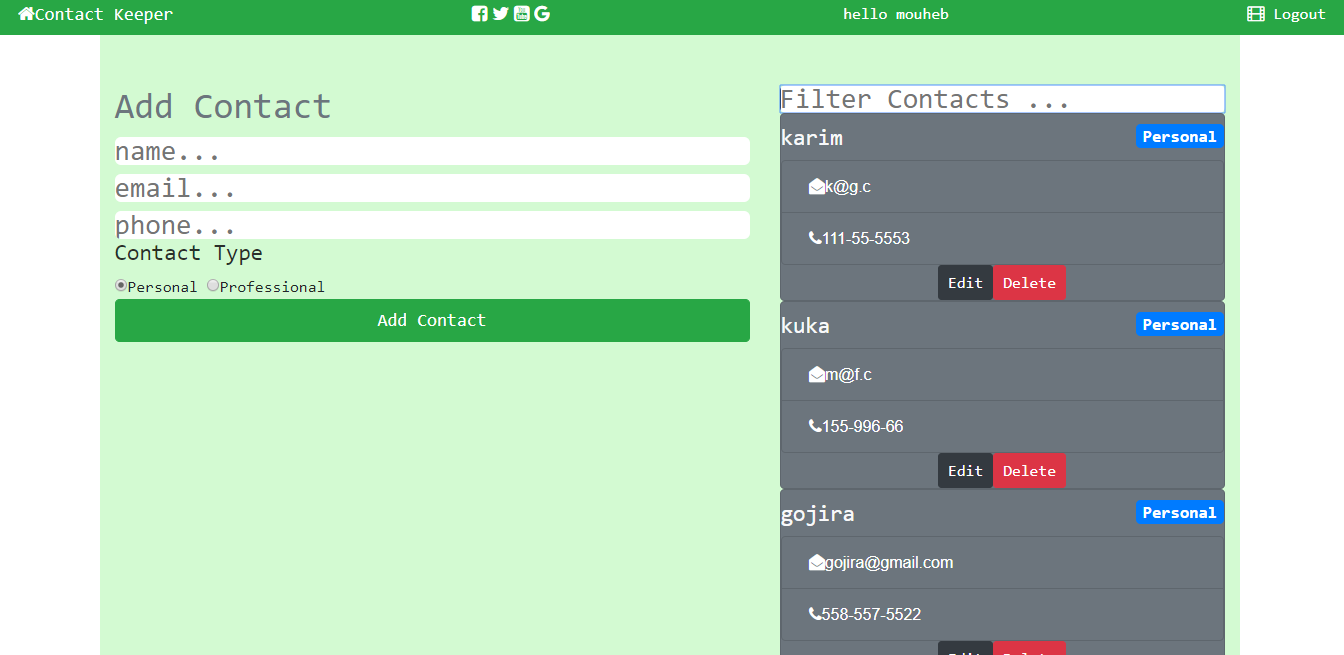 Contact Keeper
hello mouheb
Logout
Add Contact
name...
email...
phone...
Contact Type
Personal Professional
Add Contact
Filter Contacts ...
karim Personal
k@g.c
111-55-5553
Edit Delete
kuka Personal
m@f.c
155-996-66
Edit Delete
gojira Personal
gojira@gmail.com
558-557-5522
Edit Delete